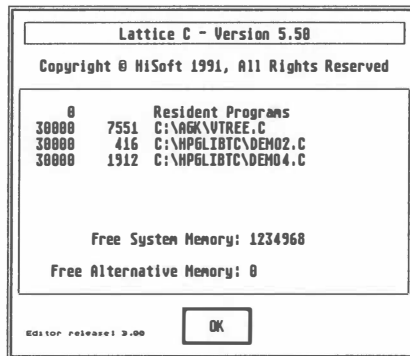 Lattice C - Version 5.50
Copyright © HiSoft 1991, All Rights Reserved
0 Resident Programs
30000 7551 C:\AGK\VTREE.C
30000 416 C:\HPGLIBTC\DEMO2.C
30000 1912 C:\HPGLIBTC\DEMO4.C
Free System Memory: 1234968
Free Alternative Memory: 0
Editor release: 3.00
OK